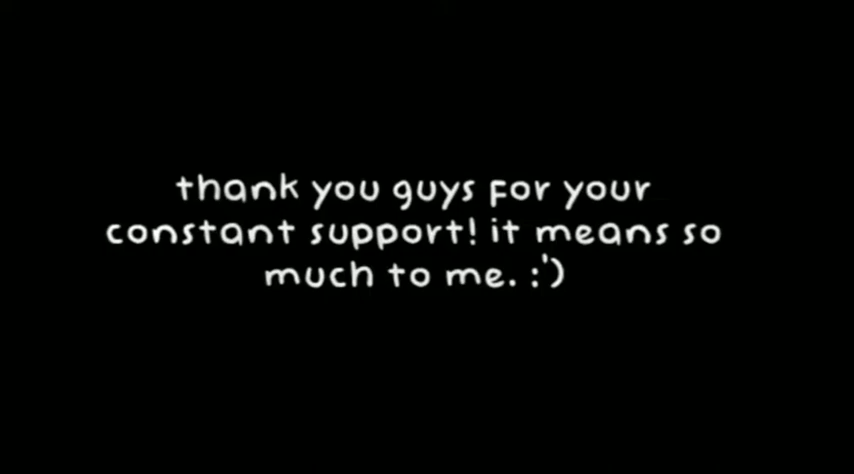 thank you guys for your
constant support! it means so
much to me. :')